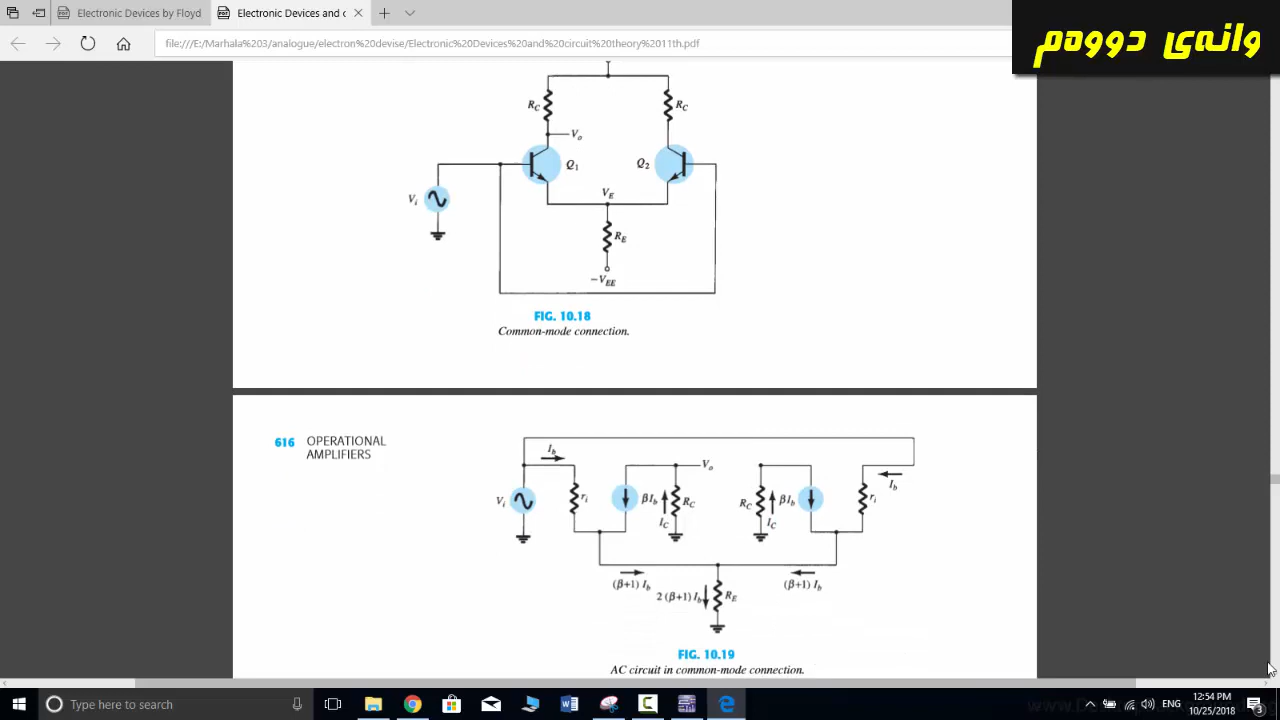 Electronic Devices by Floyd
Electronic Devices and c
وانەی دووەم
file:///E:/Marhala%203/analogue/electron%20devise/Electronic%20Devices%20and%20circuit%20theory%2011th.pdf
RC
RC
Vo
Q1
Q2
Vi
VE
RE
−VEE
FIG. 10.18
Common-mode connection.
616 OPERATIONAL
AMPLIFIERS
Ib
Vo
Vi
ri
βIb
RC
IC
RC
βIb
IC
ri
Ib
(β+1) Ib
(β+1) Ib
2 (β+1) Ib
RE
FIG. 10.19
AC circuit in common-mode connection.
Type here to search
ENG
12:54 PM
10/25/2018